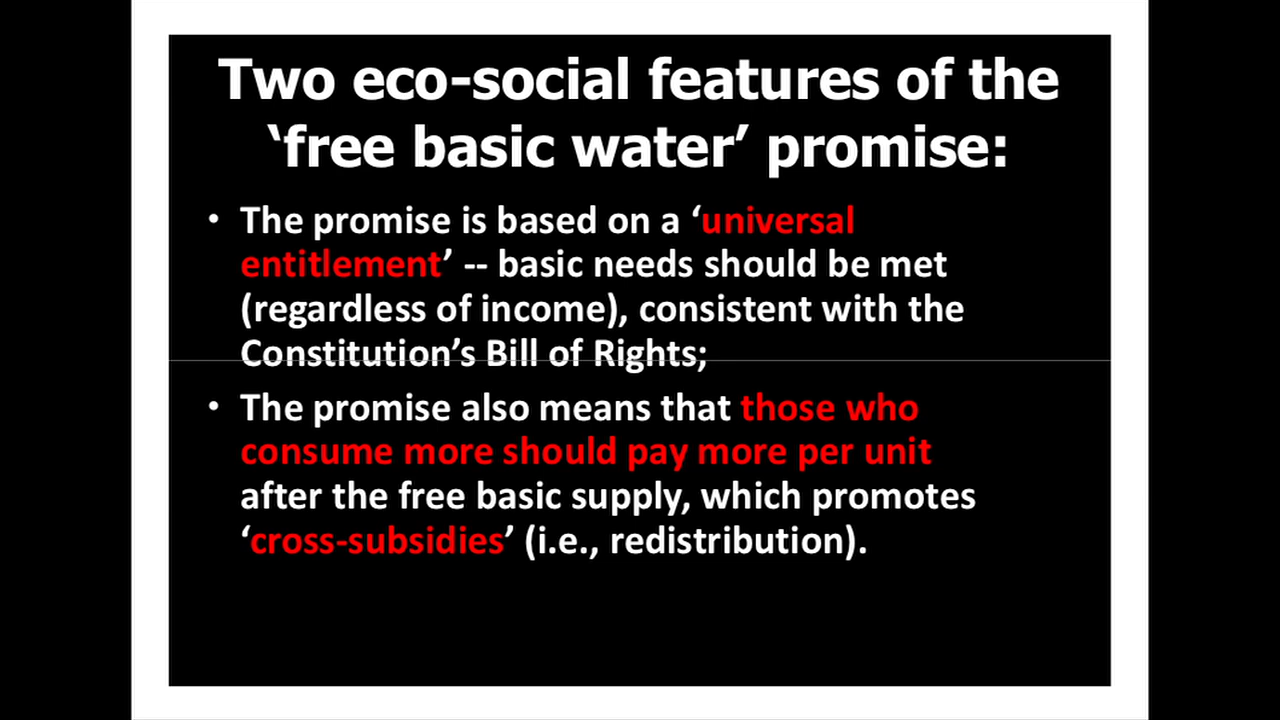 Two eco-social features of the
‘free basic water’ promise:
• The promise is based on a ‘universal
entitlement’ -- basic needs should be met
(regardless of income), consistent with the
Constitution’s Bill of Rights;
• The promise also means that those who
consume more should pay more per unit
after the free basic supply, which promotes
‘cross-subsidies’ (i.e., redistribution).